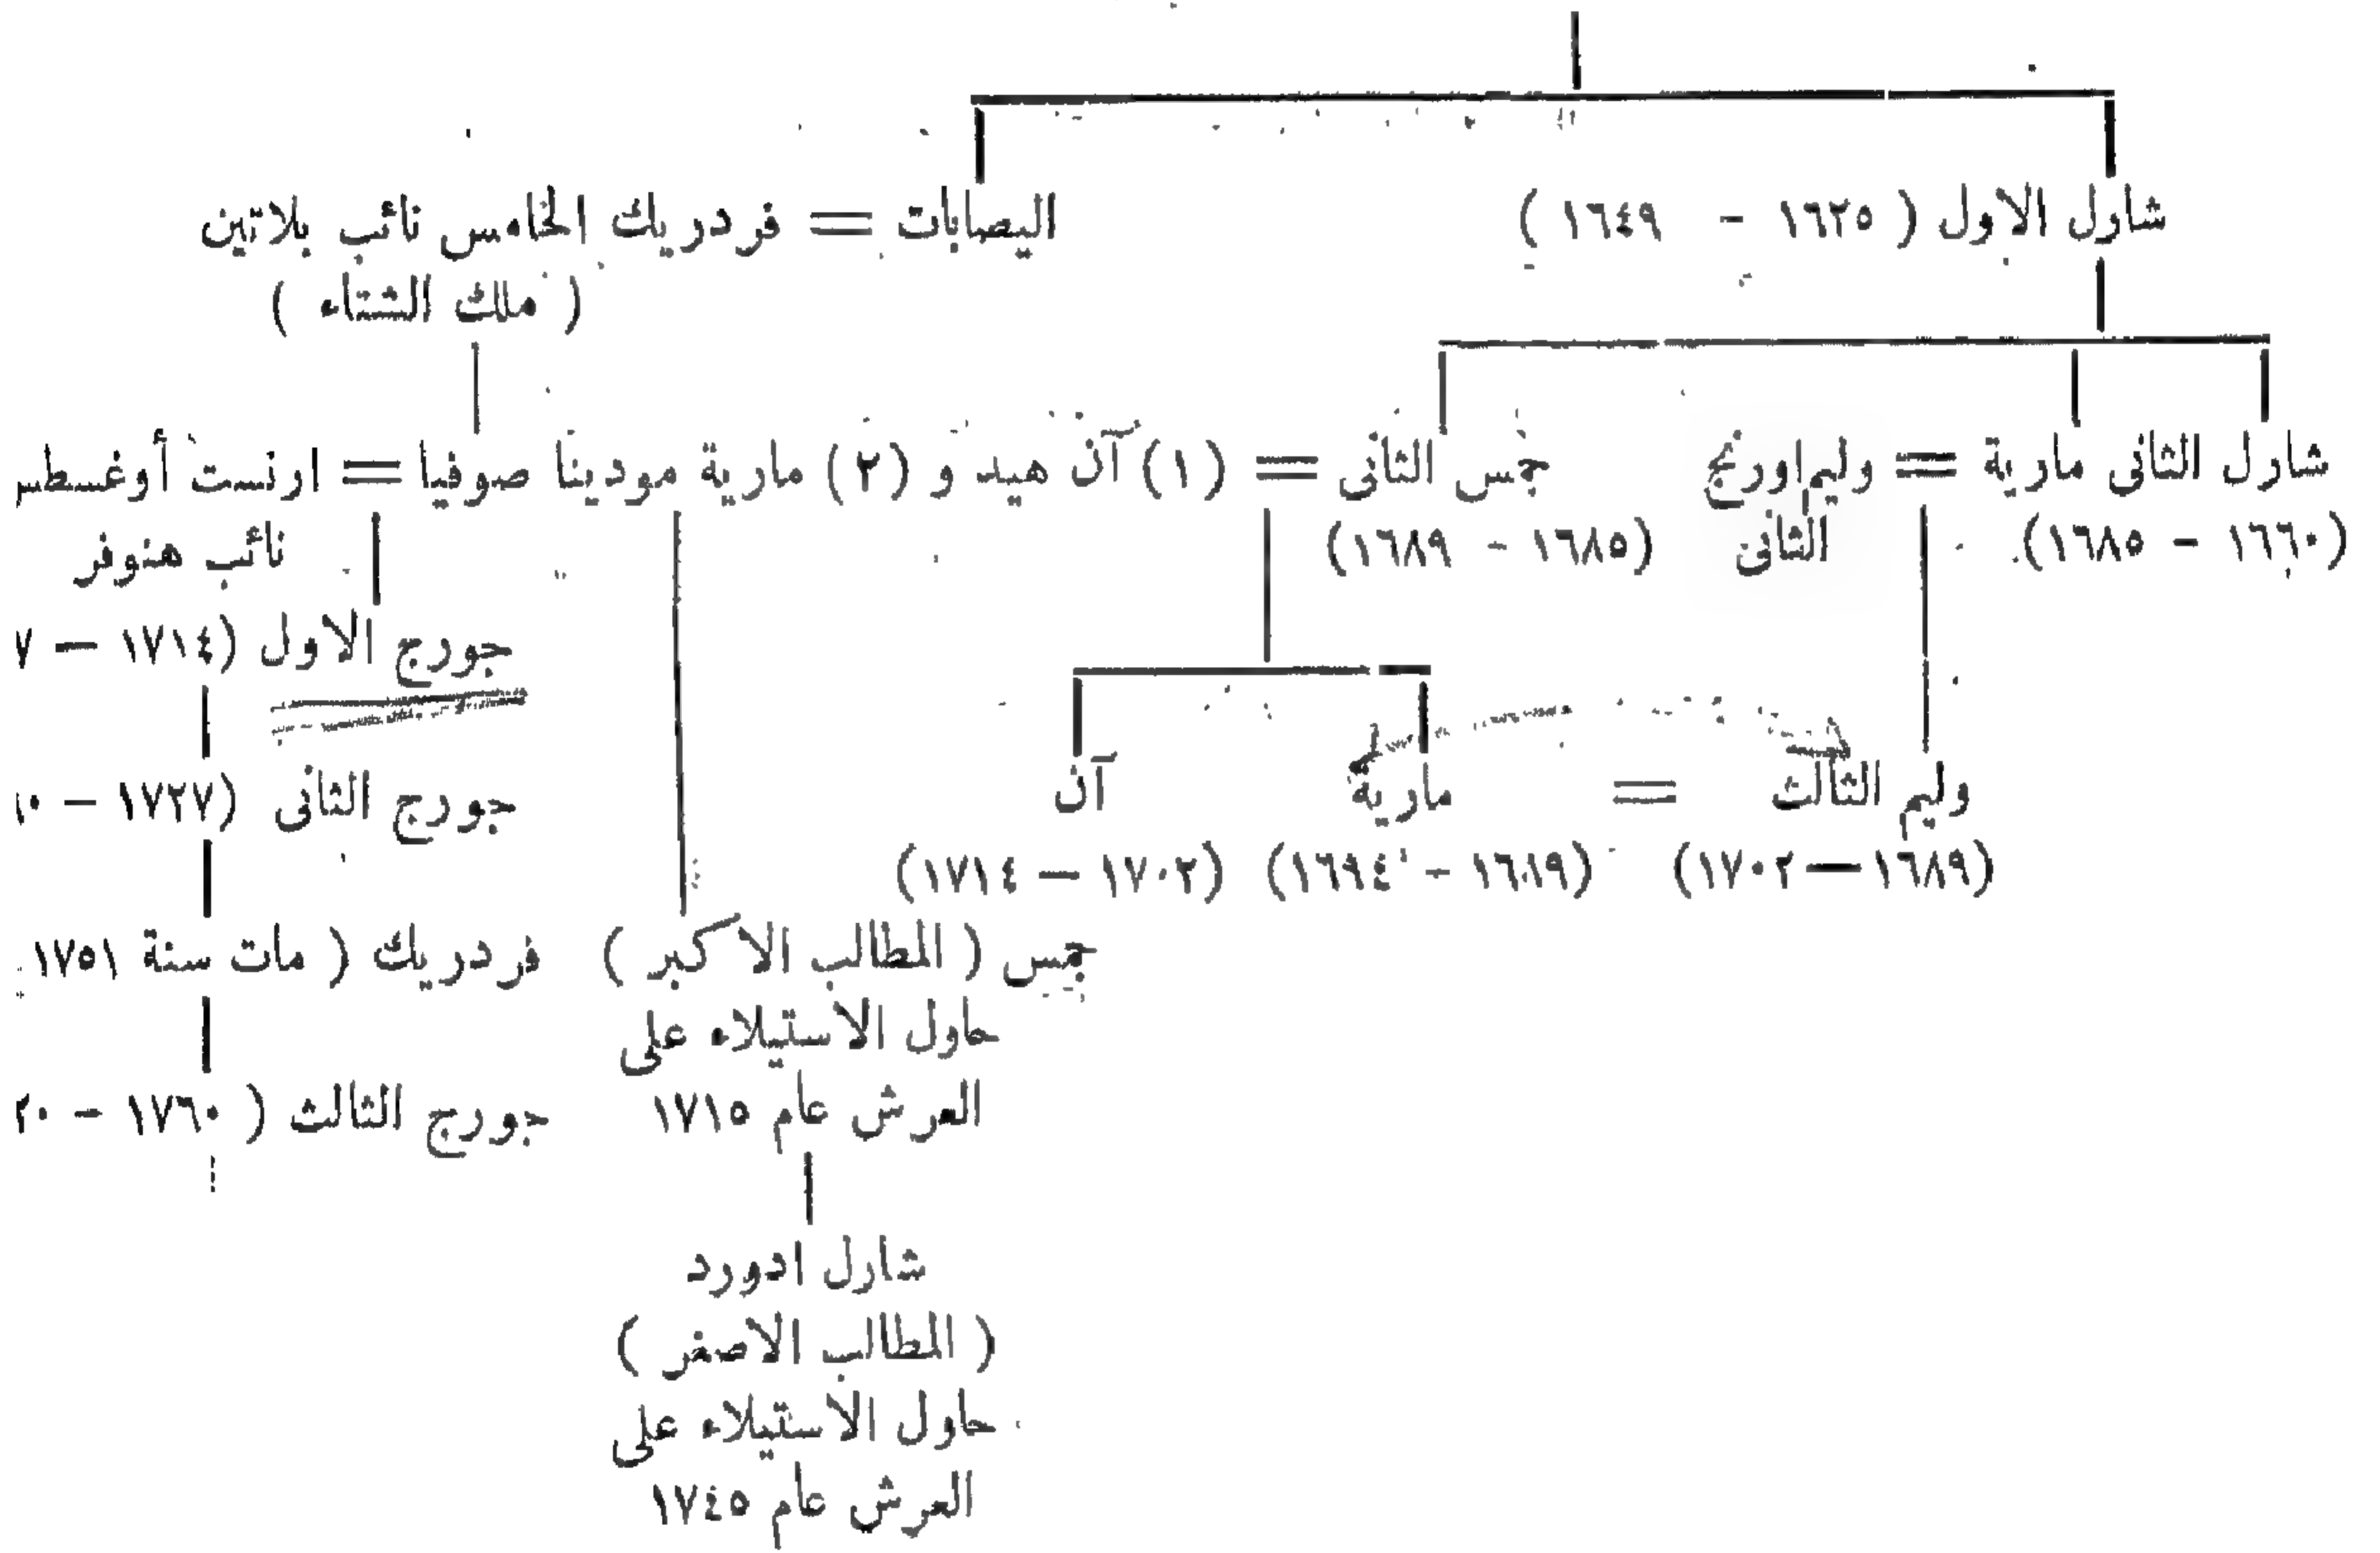 شارل الاول ( ١٦٢٥ - ١٦٤٩ ) اليصابات = فردريك الخامس نائب بلاتين
( ملك الشتاء )
شارل الثانى مارية = وليم اورنج جمس الثانى = (١) آن هيد و (٢) مارية مودينا صوفيا = ارنست أوغسطس
(١٦٦٠ - ١٦٨٥) الثانى (١٦٨٥ - ١٦٨٩) نائب هنوفر
جورج الاول (١٧١٤ — ٧
وليم الثالث = مارية آن جورج الثانى (١٧٢٧ — ٠
(١٦٨٩ — ١٧٠٢) (١٦٨٩ - ١٦٩٤) (١٧٠٢ — ١٧١٤)
جمس ( المطالب الاكبر ) فردريك ( مات سنة ١٧٥١
حاول الاستيلاء على
العرش عام ١٧١٥ جورج الثالث ( ١٧٦٠ — ٢٠
شارل ادورد
( المطالب الاصغر )
حاول الاستيلاء على
العرش عام ١٧٤٥